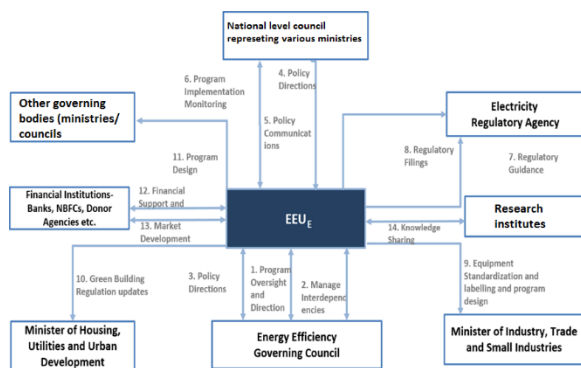 National level council
represeting various ministries
6. Program
Implementation
Monitoring
4. Policy
Directions
Other governing
bodies (ministries/
councils
5. Policy
Communicat
ions
Electricity
Regulatory Agency
8. Regulatory
Filings
7. Regulatory
Guidance
11. Program
Design
Financial Institutions-
Banks, NBFCs, Donor
Agencies etc.
12. Financial
Support and
13. Market
Development
EEUE
14. Knowledge
Sharing
Research
institutes
10. Green Building
Regulation updates
3. Policy
Directions
1. Program
Oversight
and
Direction
2. Manage
Interdepend
encies
9. Equipment
Standardization and
labelling and program
design
Minister of Housing,
Utilities and Urban
Development
Energy Efficiency
Governing Council
Minister of Industry, Trade
and Small Industries